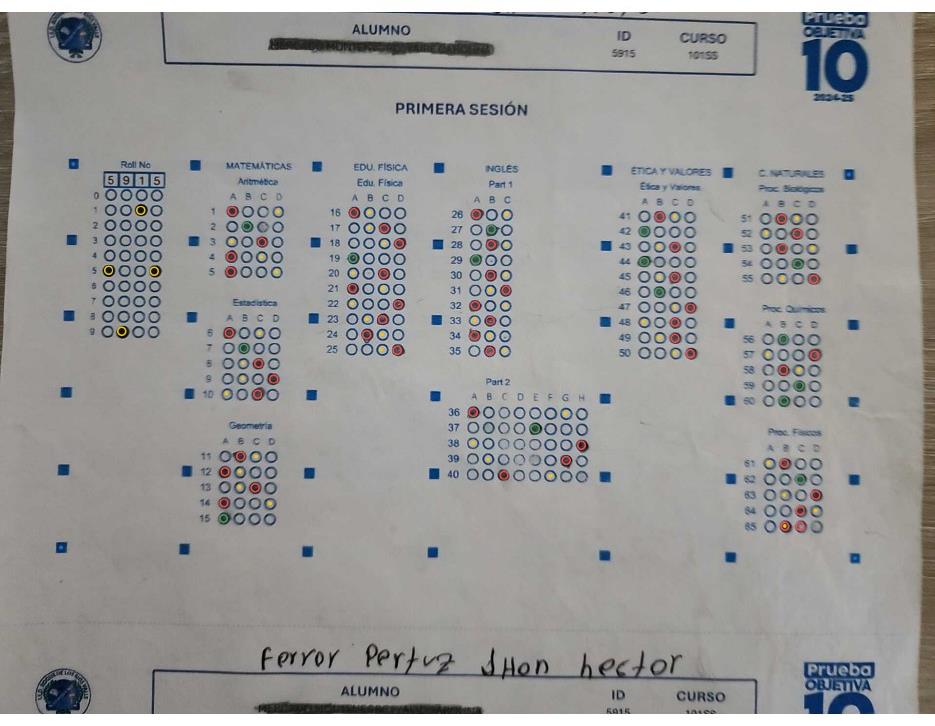 Prueba
ALUMNO ID CURSO
OBJETIVA
5915 101SS
10
2024-25
PRIMERA SESIÓN
Roll No MATEMÁTICAS EDU. FÍSICA INGLÉS ÉTICA Y VALORES C. NATURALES
5 9 1 5 Aritmética Edu. Física Part 1 Ética y Valores Proc. Biológicos
A B C D A B C D A B C A B C D A B C D
0
1 1 16 26 41 51
2 2 17 27 42 52
3 3 18 28 43 53
4 4 19 29 44 54
5 5 20 30 45 55
6 21 31 46
7 Estadística 22 32 47 Proc. Químicos
A B C D A B C D
8 23 33 48
9 6 24 34 49 56
7 25 35 50 57
8 58
9 Part 2 59
10 A B C D E F G H 60
36
Geometría 37 Proc. Físicos
A B C D 38 A B C D
11 39 61
12 40 62
13 63
14 64
15 65
Ferror Pertuz JHon hector
Prueba
ALUMNO ID CURSO
OBJETIVA
5915 101SS